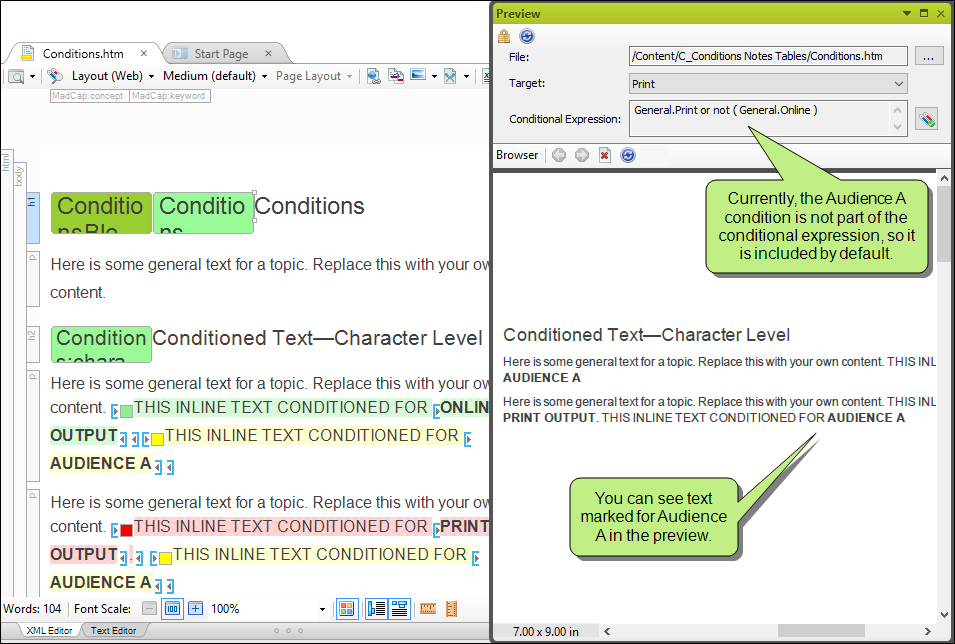 Conditions.htm × Start Page ×
Layout (Web) Medium (default) Page Layout
MadCap:concept MadCap:keyword
html
body
h1
Conditio Conditio Conditions
nsBlo ns
p
Here is some general text for a topic. Replace this with your own
content.
h2
Condition Conditioned Text—Character Level
s:chara
p
Here is some general text for a topic. Replace this with your own
content. THIS INLINE TEXT CONDITIONED FOR ONLIN
OUTPUT THIS INLINE TEXT CONDITIONED FOR
AUDIENCE A
p
Here is some general text for a topic. Replace this with your own
content. THIS INLINE TEXT CONDITIONED FOR PRINT
OUTPUT. THIS INLINE TEXT CONDITIONED FOR
AUDIENCE A
Words: 104 Font Scale: 100%
XML Editor Text Editor
Preview
File: /Content/C_Conditions Notes Tables/Conditions.htm ...
Target: Print
Conditional Expression: General.Print or not ( General.Online )
Browser
Currently, the Audience A
condition is not part of the
conditional expression, so it
is included by default.
Conditioned Text—Character Level
Here is some general text for a topic. Replace this with your own content. THIS INL
AUDIENCE A
Here is some general text for a topic. Replace this with your own content. THIS INL
PRINT OUTPUT. THIS INLINE TEXT CONDITIONED FOR AUDIENCE A
You can see text
marked for Audience
A in the preview.
7.00 x 9.00 in